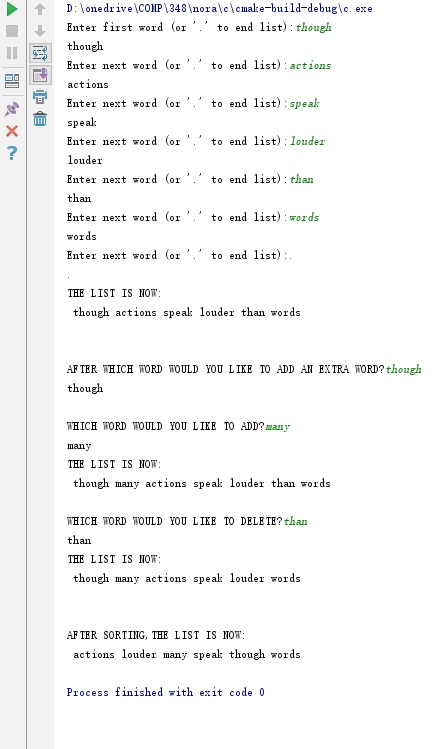 D:\onedrive\COMP\348\nora\c\cmake-build-debug\c.exe
Enter first word (or '.' to end list):though
though
Enter next word (or '.' to end list):actions
actions
Enter next word (or '.' to end list):speak
speak
Enter next word (or '.' to end list):louder
louder
Enter next word (or '.' to end list):than
than
Enter next word (or '.' to end list):words
words
Enter next word (or '.' to end list):.
.
THE LIST IS NOW:
though actions speak louder than words
AFTER WHICH WORD WOULD YOU LIKE TO ADD AN EXTRA WORD?though
though
WHICH WORD WOULD YOU LIKE TO ADD?many
many
THE LIST IS NOW:
though many actions speak louder than words
WHICH WORD WOULD YOU LIKE TO DELETE?than
than
THE LIST IS NOW:
though many actions speak louder words
AFTER SORTING,THE LIST IS NOW:
actions louder many speak though words
Process finished with exit code 0